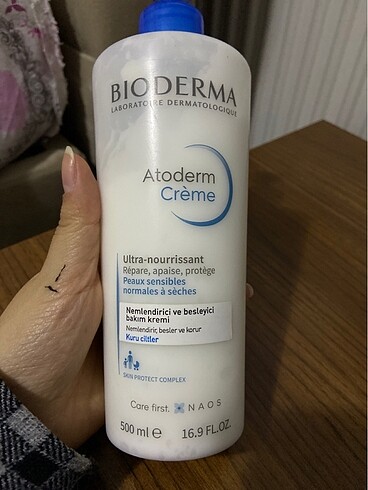 BIODERMA
LABORATOIRE DERMATOLOGIQUE
Atoderm
Crème
Ultra-nourrissant
Répare, apaise, protège
Peaux sensibles
normales à sèches
Nemlendirici ve besleyici
bakım kremi
Nemlendirir, besler ve korur
Kuru ciltler
SKIN PROTECT COMPLEX
Care first. NAOS
500 ml e 16.9 FL.OZ.